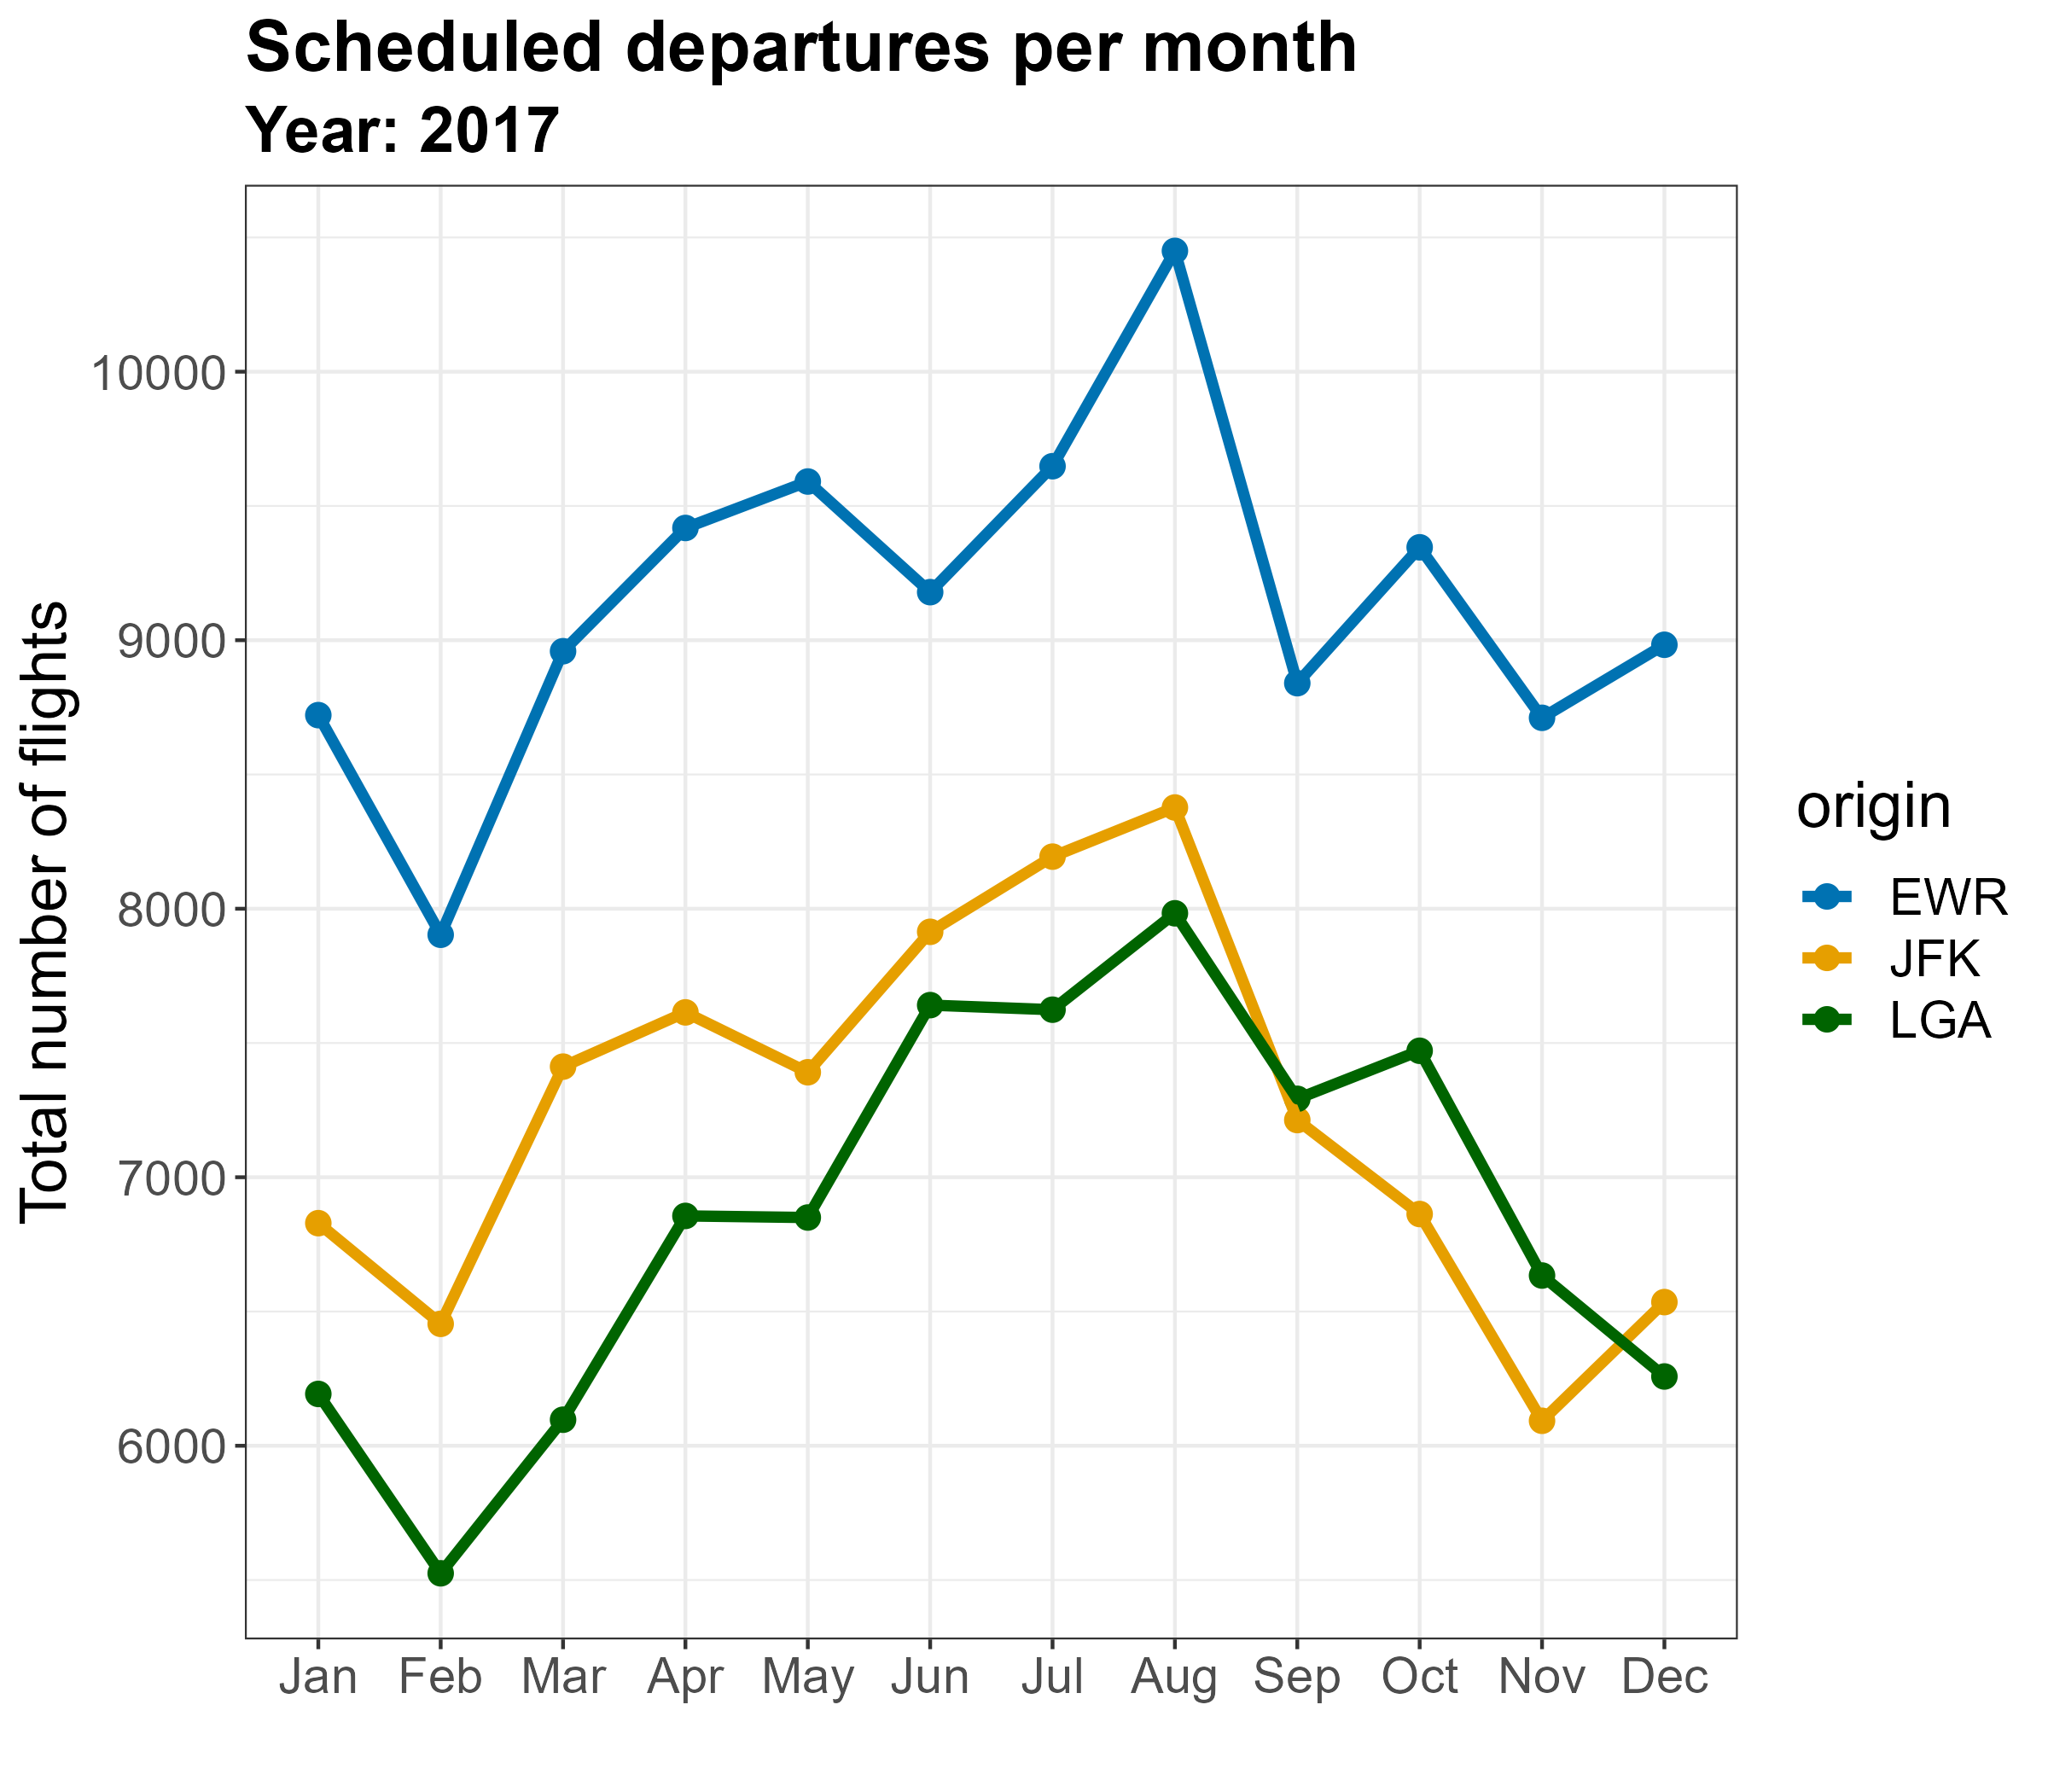 Scheduled departures per month
Year: 2017
Total number of flights
10000
9000
8000
7000
6000
Jan Feb Mar Apr May Jun Jul Aug Sep Oct Nov Dec
origin
EWR
JFK
LGA